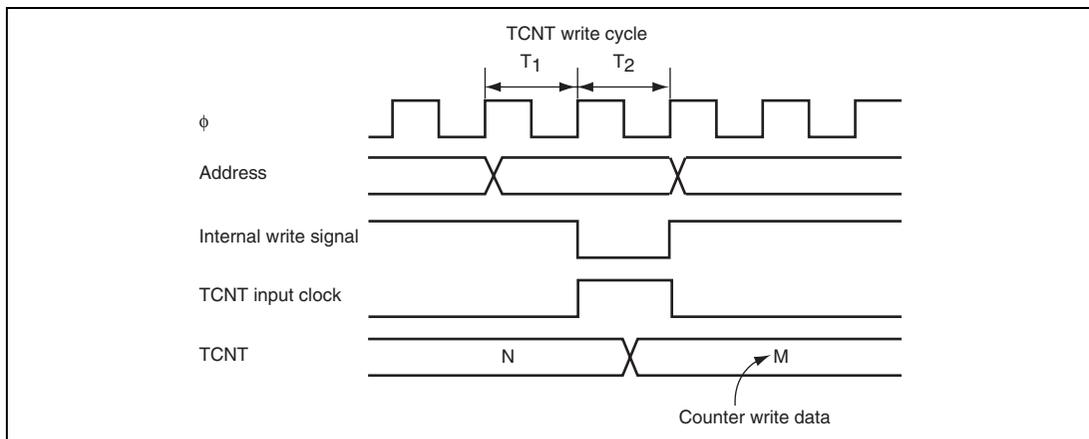 TCNT write cycle
T1 T2
ϕ
Address
Internal write signal
TCNT input clock
TCNT N M
Counter write data